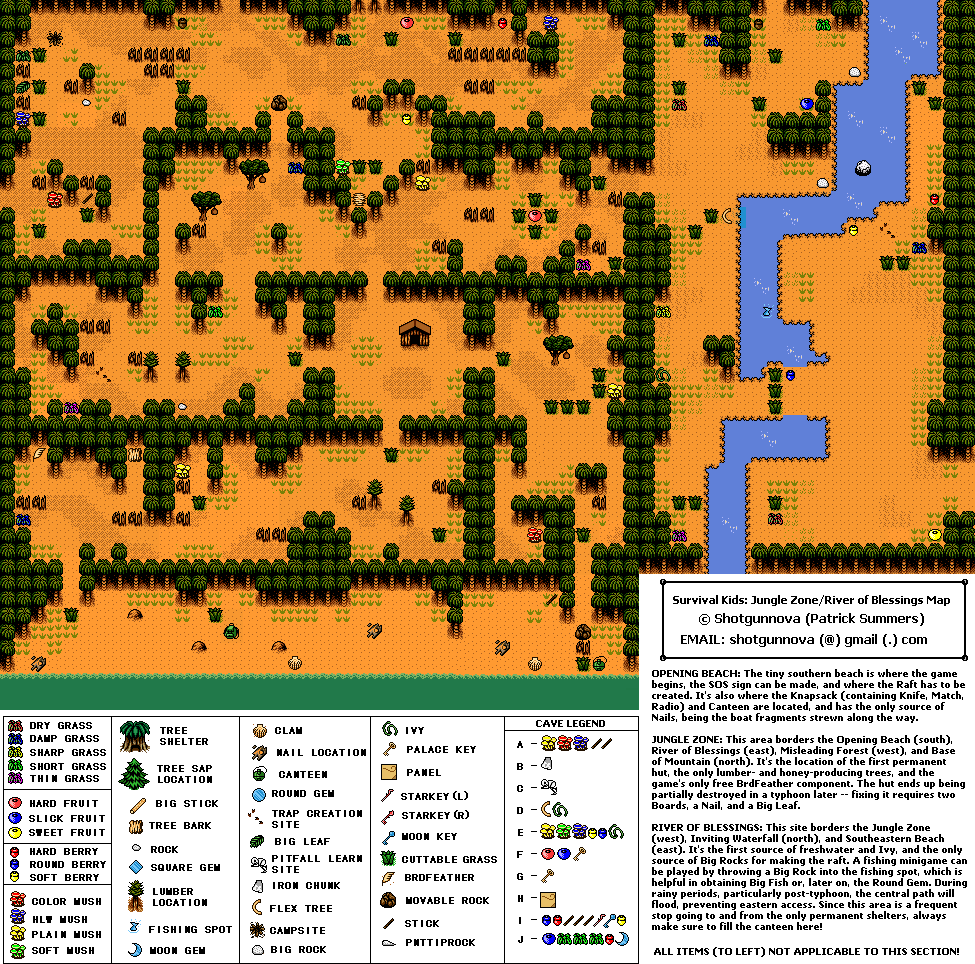 Survival Kids: Jungle Zone/River of Blessings Map
© Shotgunnova (Patrick Summers)
EMAIL: shotgunnova (@) gmail (.) com
OPENING BEACH: The tiny southern beach is where the game
begins, the SOS sign can be made, and where the Raft has to be
created. It's also where the Knapsack (containing Knife, Match,
Radio) and Canteen are located, and has the only source of
Nails, being the boat fragments strewn along the way.
JUNGLE ZONE: This area borders the Opening Beach (south),
River of Blessings (east), Misleading Forest (west), and Base
of Mountain (north). It's the location of the first permanent
hut, the only lumber- and honey-producing trees, and the
game's only free BrdFeather component. The hut ends up being
partially destroyed in a typhoon later -- fixing it requires two
Boards, a Nail, and a Big Leaf.
RIVER OF BLESSINGS: This site borders the Jungle Zone
(west), Inviting Waterfall (north), and Southeastern Beach
(east). It's the first source of freshwater and Ivy, and the only
source of Big Rocks for making the raft. A fishing minigame can
be played by throwing a Big Rock into the fishing spot, which is
helpful in obtaining Big Fish or, later on, the Round Gem. During
rainy periods, particularly post-typhoon, the central path will
flood, preventing eastern access. Since this area is a frequent
stop going to and from the only permanent shelters, always
make sure to fill the canteen here!
ALL ITEMS (TO LEFT) NOT APPLICABLE TO THIS SECTION!
DRY GRASS
DAMP GRASS
SHARP GRASS
SHORT GRASS
THIN GRASS
HARD FRUIT
SLICK FRUIT
SWEET FRUIT
HARD BERRY
ROUND BERRY
SOFT BERRY
COLOR MUSH
HLW MUSH
PLAIN MUSH
SOFT MUSH
TREE
SHELTER
TREE SAP
LOCATION
BIG STICK
TREE BARK
ROCK
SQUARE GEM
LUMBER
LOCATION
FISHING SPOT
MOON GEM
CLAM
NAIL LOCATION
CANTEEN
ROUND GEM
TRAP CREATION
SITE
BIG LEAF
PITFALL LEARN
SITE
IRON CHUNK
FLEX TREE
CAMPSITE
BIG ROCK
IVY
PALACE KEY
PANEL
STARKEY (L)
STARKEY (R)
MOON KEY
CUTTABLE GRASS
BRDFEATHER
MOVABLE ROCK
STICK
PNTTIPROCK
CAVE LEGEND
A -
B -
C -
D -
E -
F -
G -
H -
I -
J -